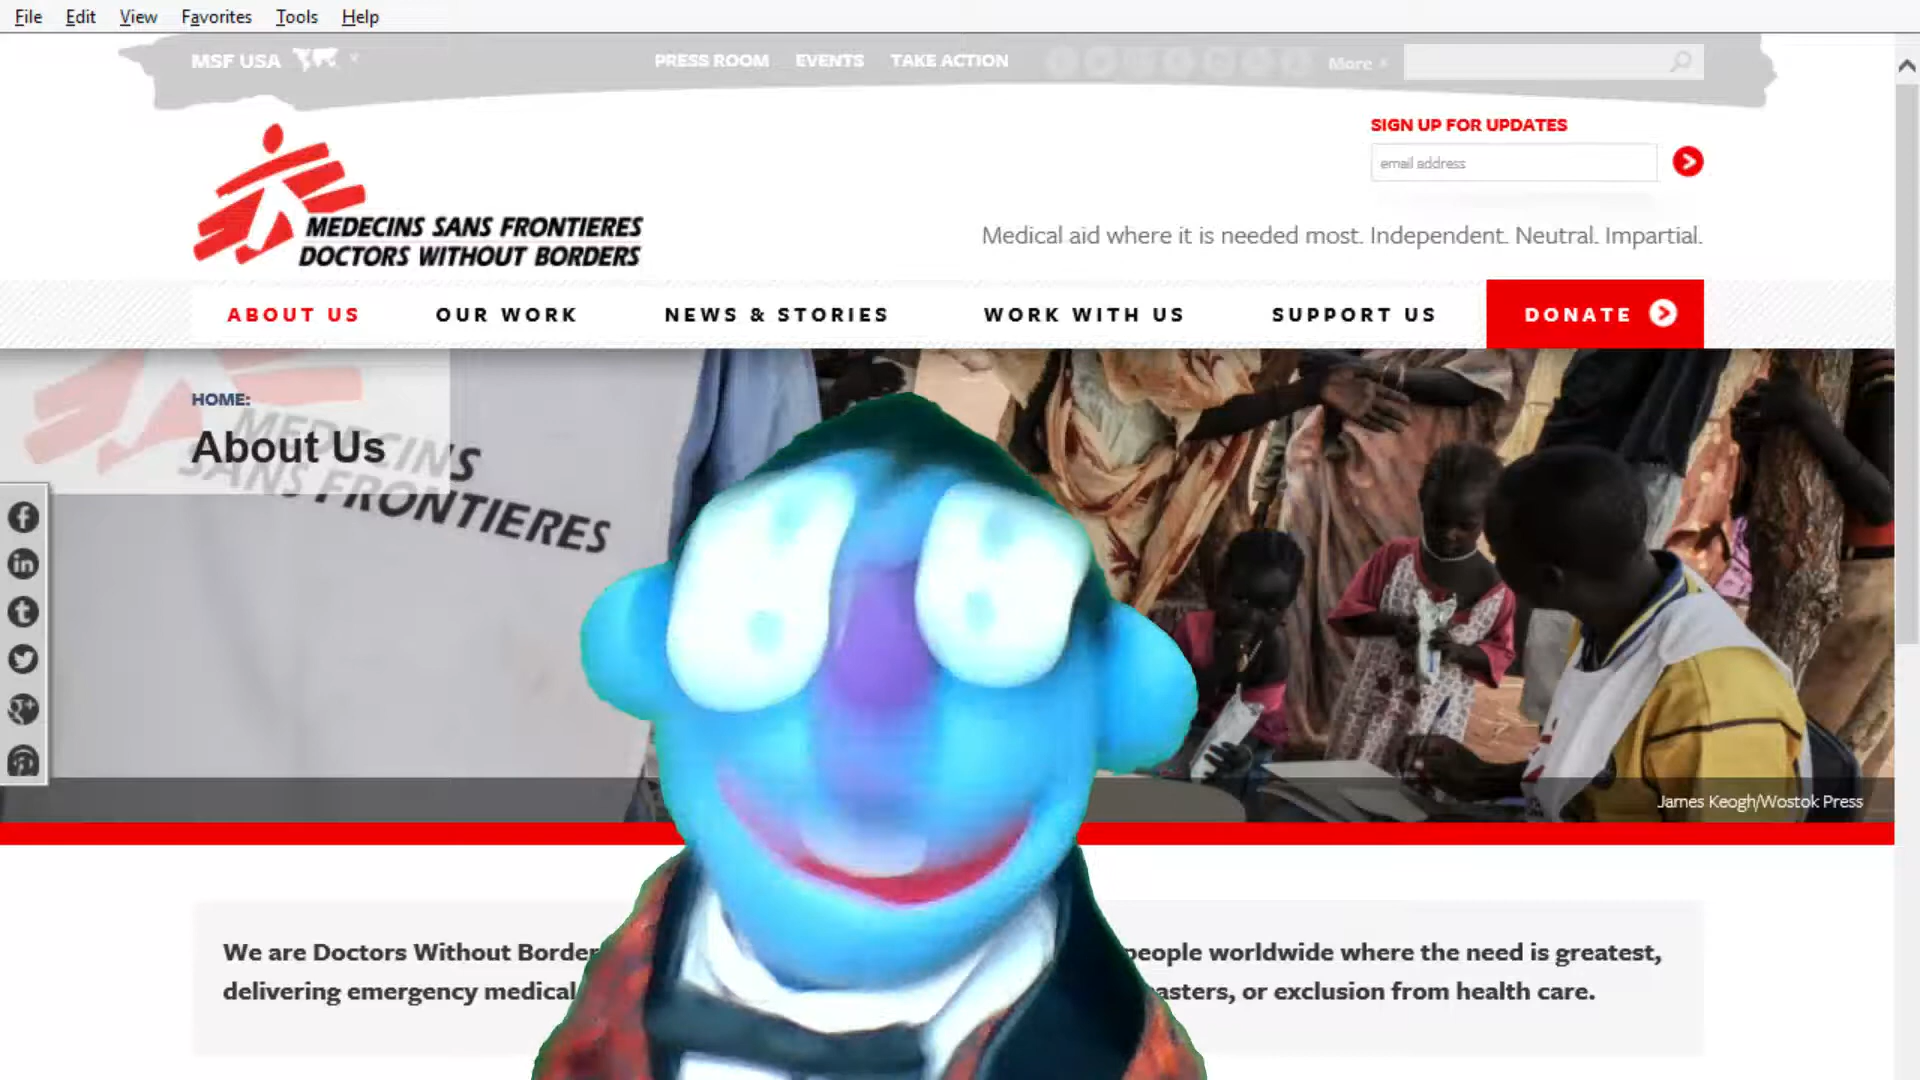 File Edit View Favorites Tools Help
MSF USA PRESS ROOM EVENTS TAKE ACTION More
SIGN UP FOR UPDATES
email address
MEDECINS SANS FRONTIERES
DOCTORS WITHOUT BORDERS
Medical aid where it is needed most. Independent. Neutral. Impartial.
ABOUT US OUR WORK NEWS & STORIES WORK WITH US SUPPORT US DONATE
HOME:
About Us
MEDECINS
SANS FRONTIERES
James Keogh/Wostok Press
We are Doctors Without Border people worldwide where the need is greatest,
delivering emergency medical asters, or exclusion from health care.